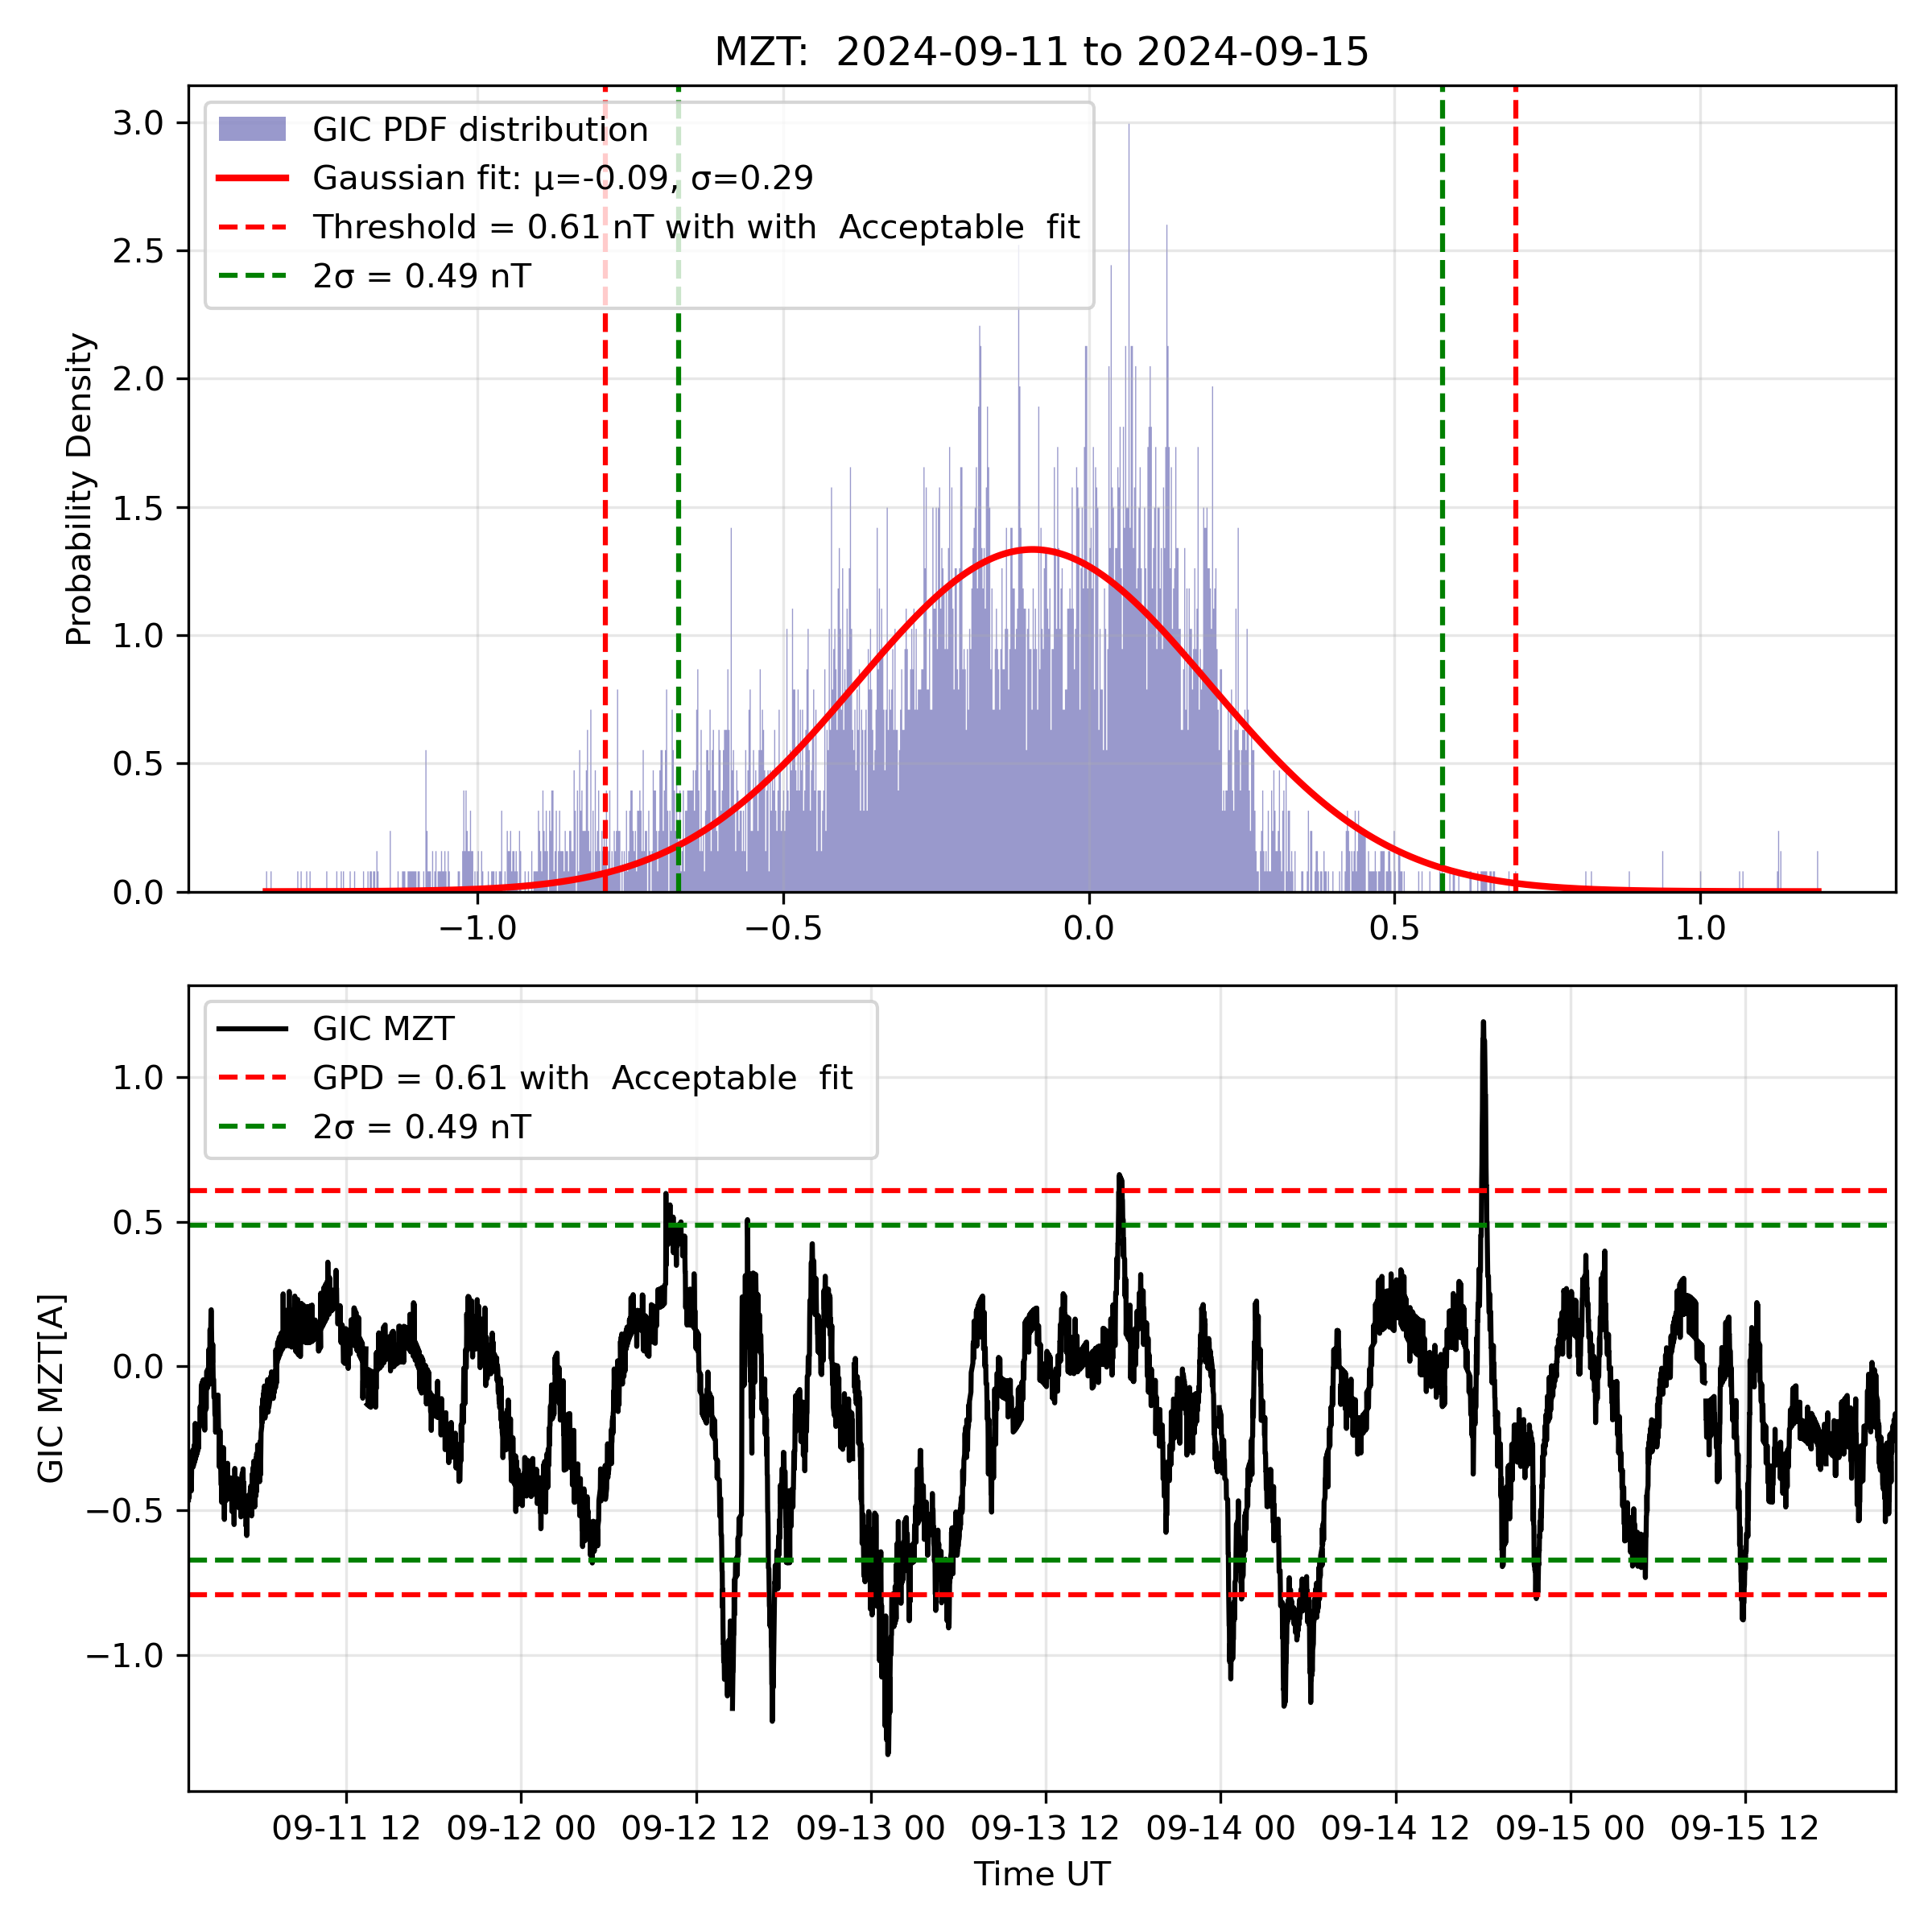 MZT:  2024-09-11 to 2024-09-15
3.0
2.5
2.0
1.5
1.0
0.5
0.0
Probability Density
GIC PDF distribution
Gaussian fit: μ=-0.09, σ=0.29
Threshold = 0.61 nT with with  Acceptable  fit
2σ = 0.49 nT
−1.0 −0.5 0.0 0.5 1.0
1.0
0.5
0.0
−0.5
−1.0
GIC MZT[A]
GIC MZT
GPD = 0.61 with  Acceptable  fit
2σ = 0.49 nT
09-11 12 09-12 00 09-12 12 09-13 00 09-13 12 09-14 00 09-14 12 09-15 00 09-15 12
Time UT